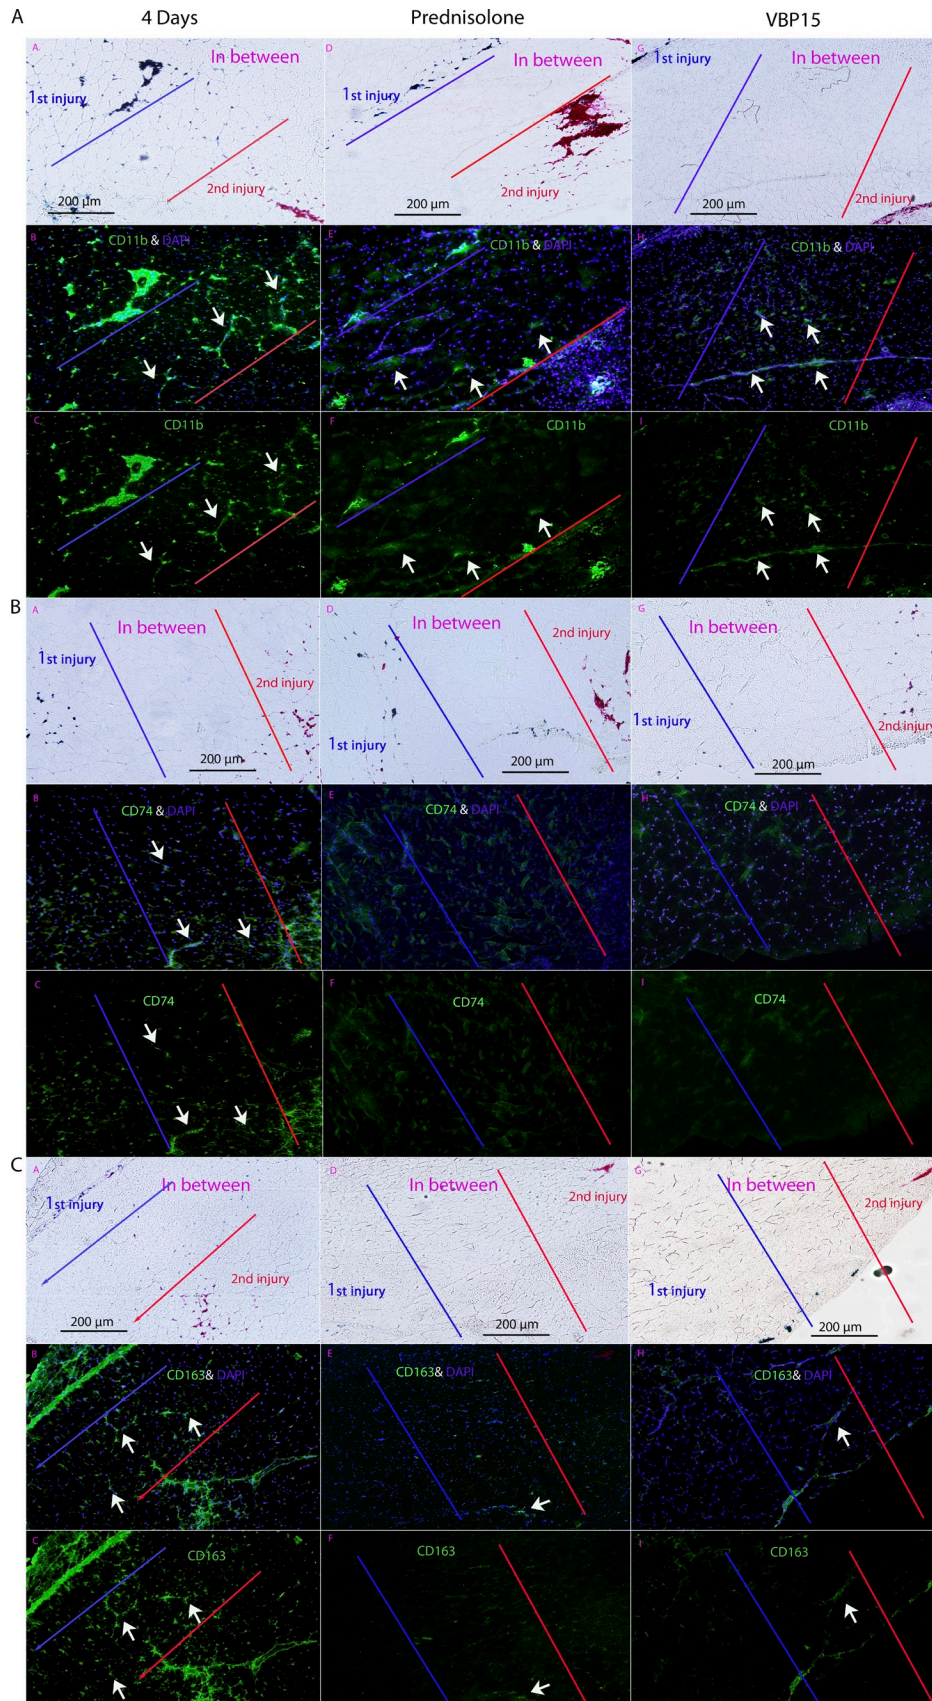 A
4 Days
Prednisolone
VBP15
A
In between
1st injury
2nd injury
200 µm
D
In between
1st injury
2nd injury
200 µm
G
1st injury
In between
2nd injury
200 µm
B
CD11b & DAPI
E
CD11b & DAPI
H
CD11b & DAPI
C
CD11b
F
CD11b
I
CD11b
B
A
In between
1st injury
2nd injury
200 µm
D
In between
2nd injury
1st injury
200 µm
G
In between
1st injury
2nd injury
200 µm
B
CD74 & DAPI
E
CD74 & DAPI
H
CD74 & DAPI
C
CD74
F
CD74
I
CD74
C
A
1st injury
In between
2nd injury
200 µm
D
In between
2nd injury
1st injury
200 µm
G
In between
2nd injury
1st injury
200 µm
B
CD163& DAPI
E
CD163& DAPI
H
CD163& DAPI
C
CD163
F
CD163
I
CD163